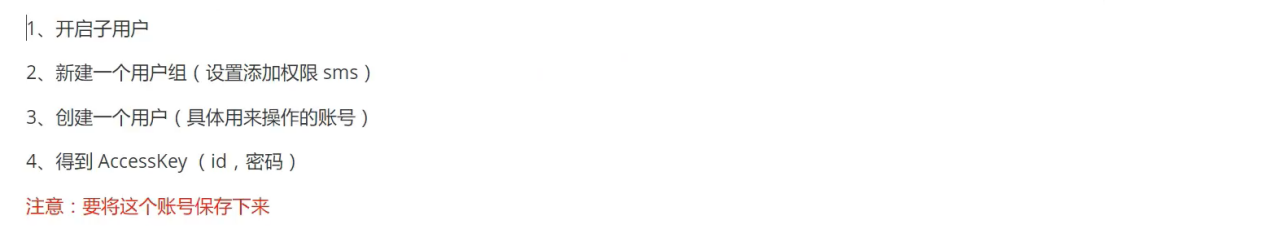 1、开启子用户
2、新建一个用户组（设置添加权限 sms）
3、创建一个用户（具体用来操作的账号）
4、得到 AccessKey （id，密码）
注意：要将这个账号保存下来